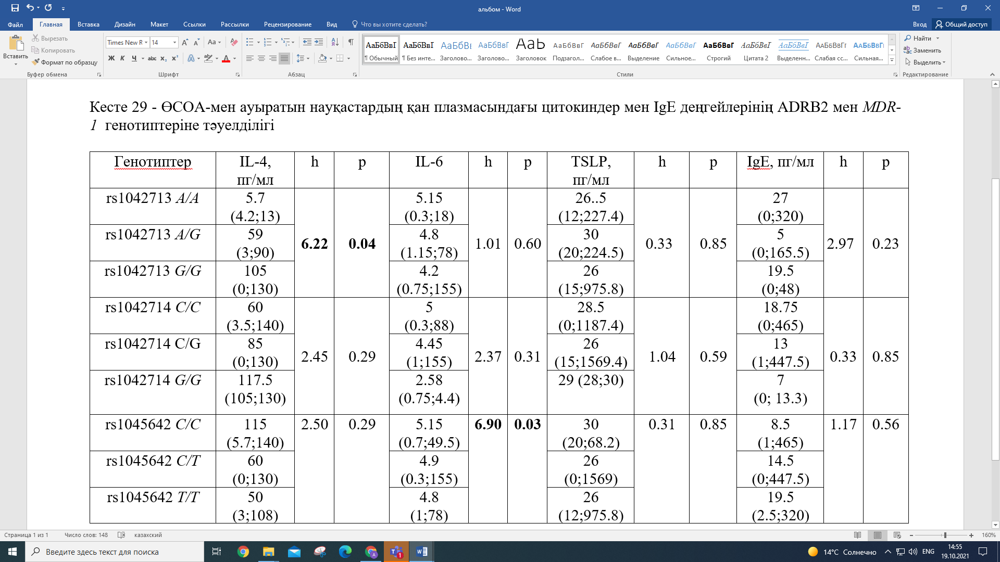 альбом - Word
Файл Главная Вставка Дизайн Макет Ссылки Рассылки Рецензирование Вид Что вы хотите сделать? Вход Общий доступ
Вставить
Вырезать
Копировать
Формат по образцу
Буфер обмена
Times New R 14
Шрифт
Абзац
АаБбВвІ АаБбВвІ АаБбВε АаБбВвГ АаЬ АаБбВвГ АаБбВвГ АаБбВвГ АаБбВвГ АаБбВвГ АаБбВвІ АаБбВвІ АаБбВвГг АаБбВвГг
¶ Обычный ¶ Без инте... Заголово... Заголово... Заголовок Подзагол... Слабое в... Выделение Сильное... Строгий Цитата 2 Выделенн... Слабая сс... Сильная...
Стили
Найти
Заменить
Выделить
Редактирование
Кесте 29 - ӨСОА-мен ауыратын науқастардың қан плазмасындағы цитокиндер мен IgE деңгейлерінің ADRB2 мен MDR-
1 генотиптеріне тәуелділігі
Генотиптер IL-4, пг/мл h p IL-6 h p TSLP, пг/мл h p IgE, пг/мл h p
rs1042713 A/A 5.7 (4.2;13) 6.22 0.04 5.15 (0.3;18) 1.01 0.60 26..5 (12;227.4) 0.33 0.85 27 (0;320) 2.97 0.23
rs1042713 A/G 59 (3;90) 4.8 (1.15;78) 30 (20;224.5) 5 (0;165.5)
rs1042713 G/G 105 (0;130) 4.2 (0.75;155) 26 (15;975.8) 19.5 (0;48)
rs1042714 C/C 60 (3.5;140) 2.45 0.29 5 (0.3;88) 2.37 0.31 28.5 (0;1187.4) 1.04 0.59 18.75 (0;465) 0.33 0.85
rs1042714 C/G 85 (0;130) 4.45 (1;155) 26 (15;1569.4) 13 (1;447.5)
rs1042714 G/G 117.5 (105;130) 2.58 (0.75;4.4) 29 (28;30) 7 (0; 13.3)
rs1045642 C/C 115 (5.7;140) 2.50 0.29 5.15 (0.7;49.5) 6.90 0.03 30 (20;68.2) 0.31 0.85 8.5 (1;465) 1.17 0.56
rs1045642 C/T 60 (0;130) 4.9 (0.3;155) 26 (0;1569) 14.5 (0;447.5)
rs1045642 T/T 50 (3;108) 4.8 (1;78) 26 (12;975.8) 19.5 (2.5;320)
Страница 1 из 1 Число слов: 148 казахский 160%
Введите здесь текст для поиска 14°C Солнечно ENG 14:55
19.10.2021